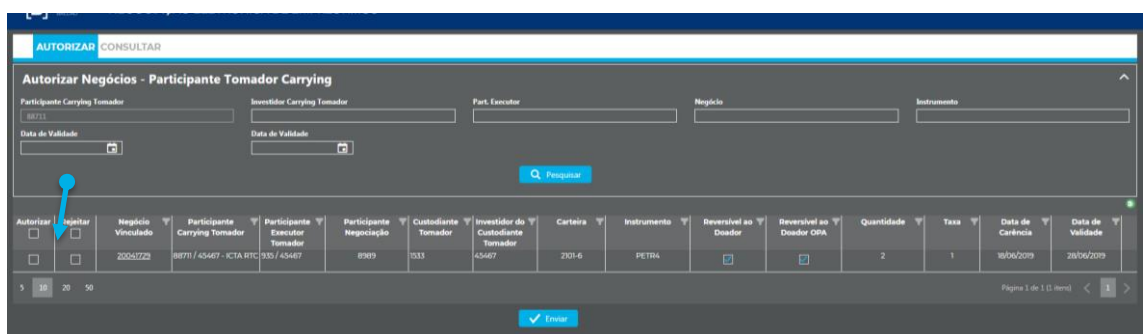 AUTORIZAR CONSULTAR
Autorizar Negócios - Participante Tomador Carrying
Participante Carrying Tomador Investidor Carrying Tomador Part. Executor Negócio Instrumento
88711
Data de Validade Data de Validade
Pesquisar
Autorizar Rejeitar Negócio Vinculado Participante Carrying Tomador Participante Executor Tomador Participante Negociação Custodiante Tomador Investidor do Custodiante Tomador Carteira Instrumento Reversível ao Doador Reversível ao Doador OPA Quantidade Taxa Data de Carência Data de Validade
20041729 88711 / 45467 - ICTA RTC 935 / 45467 8989 1533 45467 2101-6 PETR4 2 1 18/06/2019 28/06/2019
5 10 20 50 Página 1 de 1 (1 itens) 1
Enviar